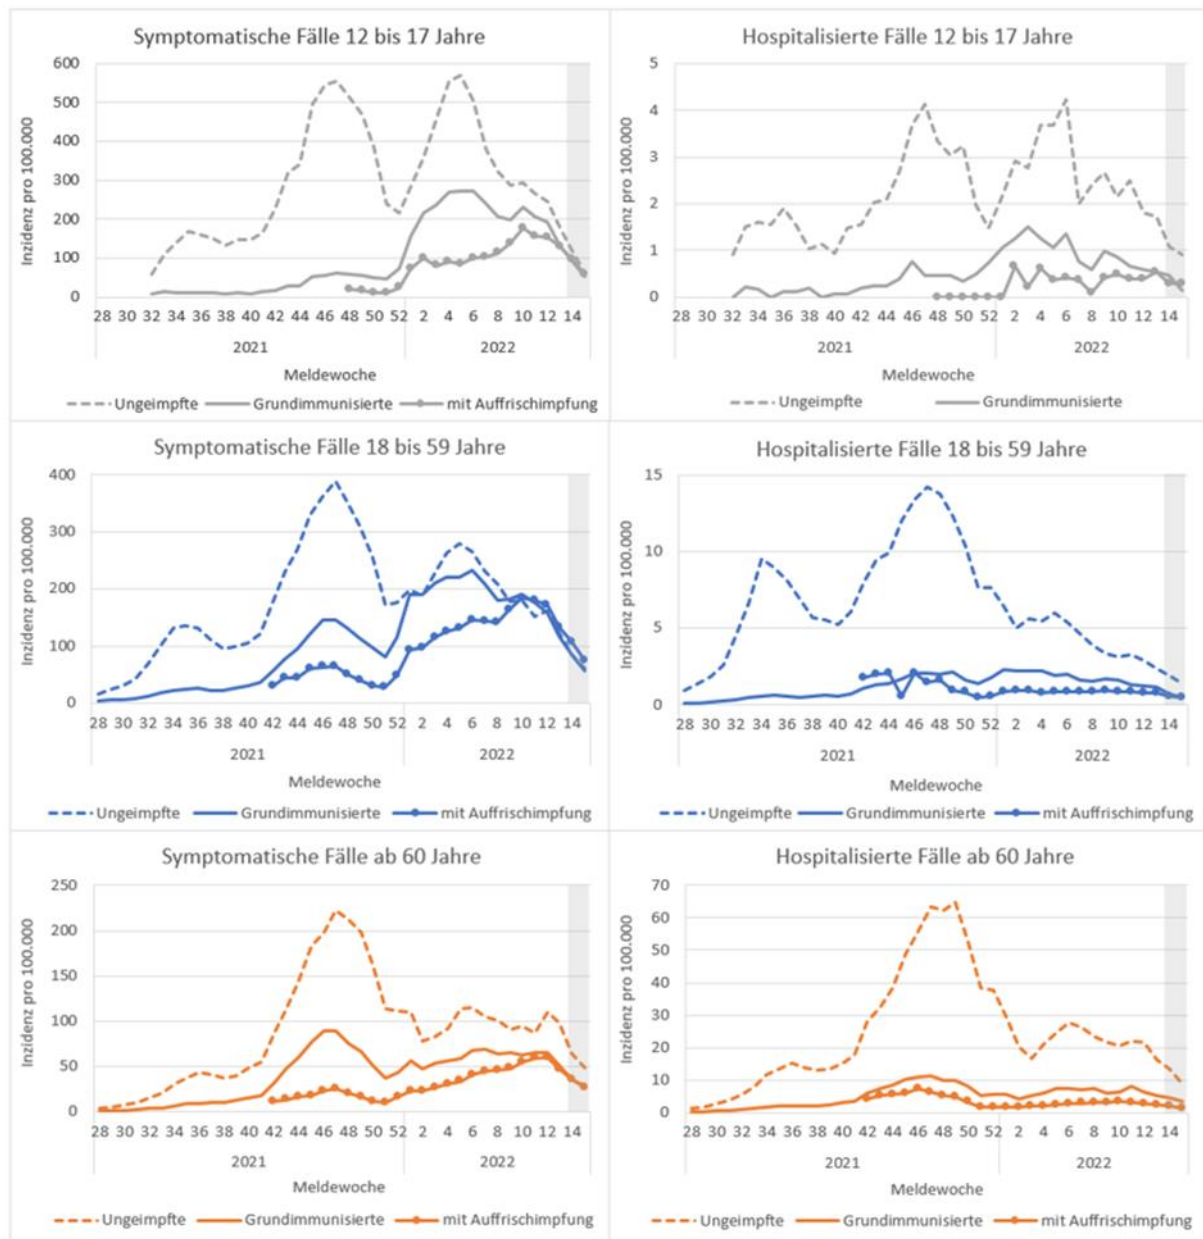 Symptomatische Fälle 12 bis 17 Jahre
Inzidenz pro 100.000
600
500
400
300
200
100
0
28 30 32 34 36 38 40 42 44 46 48 50 52 2 4 6 8 10 12 14
2021 2022
Meldewoche
Ungeimpfte Grundimmunisierte mit Auffrischimpfung
Hospitalisierte Fälle 12 bis 17 Jahre
Inzidenz pro 100.000
5
4
3
2
1
0
28 30 32 34 36 38 40 42 44 46 48 50 52 2 4 6 8 10 12 14
2021 2022
Meldewoche
Ungeimpfte Grundimmunisierte
Symptomatische Fälle 18 bis 59 Jahre
Inzidenz pro 100.000
400
300
200
100
0
28 30 32 34 36 38 40 42 44 46 48 50 52 2 4 6 8 10 12 14
2021 2022
Meldewoche
Ungeimpfte Grundimmunisierte mit Auffrischimpfung
Hospitalisierte Fälle 18 bis 59 Jahre
Inzidenz pro 100.000
15
10
5
0
28 30 32 34 36 38 40 42 44 46 48 50 52 2 4 6 8 10 12 14
2021 2022
Meldewoche
Ungeimpfte Grundimmunisierte mit Auffrischimpfung
Symptomatische Fälle ab 60 Jahre
Inzidenz pro 100.000
250
200
150
100
50
0
28 30 32 34 36 38 40 42 44 46 48 50 52 2 4 6 8 10 12 14
2021 2022
Meldewoche
Ungeimpfte Grundimmunisierte mit Auffrischimpfung
Hospitalisierte Fälle ab 60 Jahre
Inzidenz pro 100.000
70
60
50
40
30
20
10
0
28 30 32 34 36 38 40 42 44 46 48 50 52 2 4 6 8 10 12 14
2021 2022
Meldewoche
Ungeimpfte Grundimmunisierte mit Auffrischimpfung